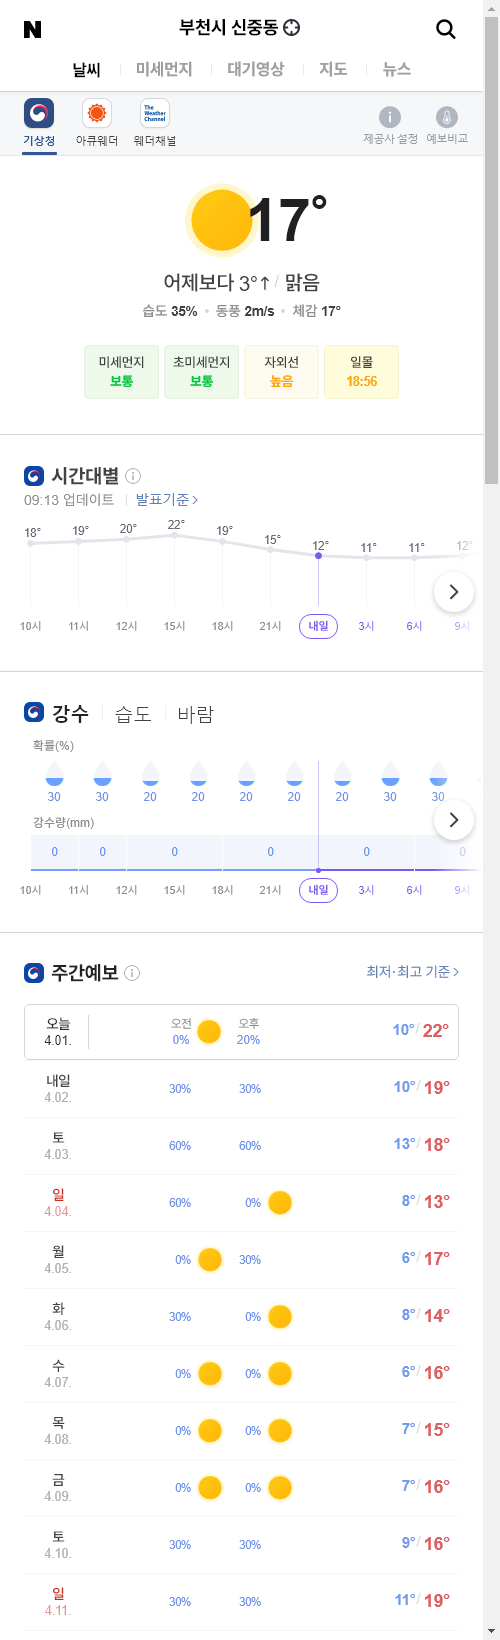 N
부천시 신중동
날씨 미세먼지 대기영상 지도 뉴스
The Weather Channel
기상청 아큐웨더 웨더채널 제공사 설정 예보비교
17°
어제보다 3°↑ / 맑음
습도 35% 동풍 2m/s 체감 17°
미세먼지 초미세먼지 자외선 일몰
보통 보통 높음 18:56
시간대별
09:13 업데이트 발표기준 >
18° 19° 20° 22° 19° 15° 12° 11° 11° 12°
10시 11시 12시 15시 18시 21시 내일 3시 6시 9시
강수 습도 바람
확률(%)
30 30 20 20 20 20 20 30 30
강수량(mm)
0 0 0 0 0 0
10시 11시 12시 15시 18시 21시 내일 3시 6시 9시
주간예보 최저·최고 기준 >
오늘 오전 오후
4.01. 0% 20% 10° / 22°
내일
4.02. 30% 30% 10° / 19°
토
4.03. 60% 60% 13° / 18°
일
4.04. 60% 0% 8° / 13°
월
4.05. 0% 30% 6° / 17°
화
4.06. 30% 0% 8° / 14°
수
4.07. 0% 0% 6° / 16°
목
4.08. 0% 0% 7° / 15°
금
4.09. 0% 0% 7° / 16°
토
4.10. 30% 30% 9° / 16°
일
4.11. 30% 30% 11° / 19°